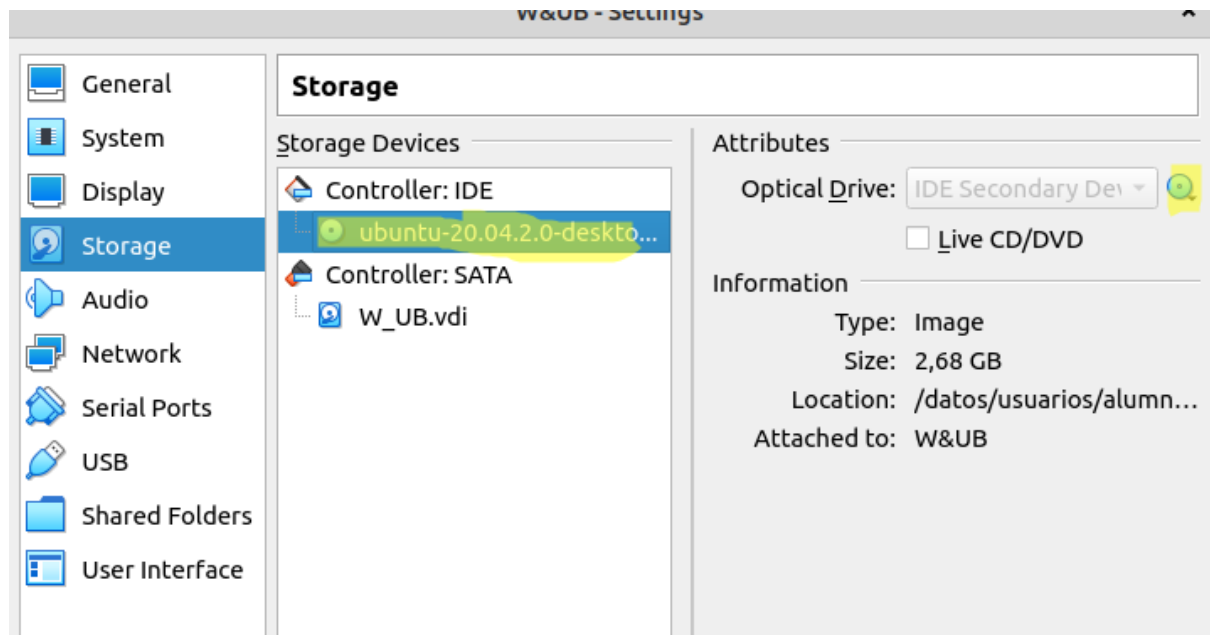 W&UB - Settings
General
System
Display
Storage
Audio
Network
Serial Ports
USB
Shared Folders
User Interface
Storage
Storage Devices
Controller: IDE
ubuntu-20.04.2.0-deskto...
Controller: SATA
W_UB.vdi
Attributes
Optical Drive: IDE Secondary Dev
Live CD/DVD
Information
Type: Image
Size: 2,68 GB
Location: /datos/usuarios/alumn...
Attached to: W&UB